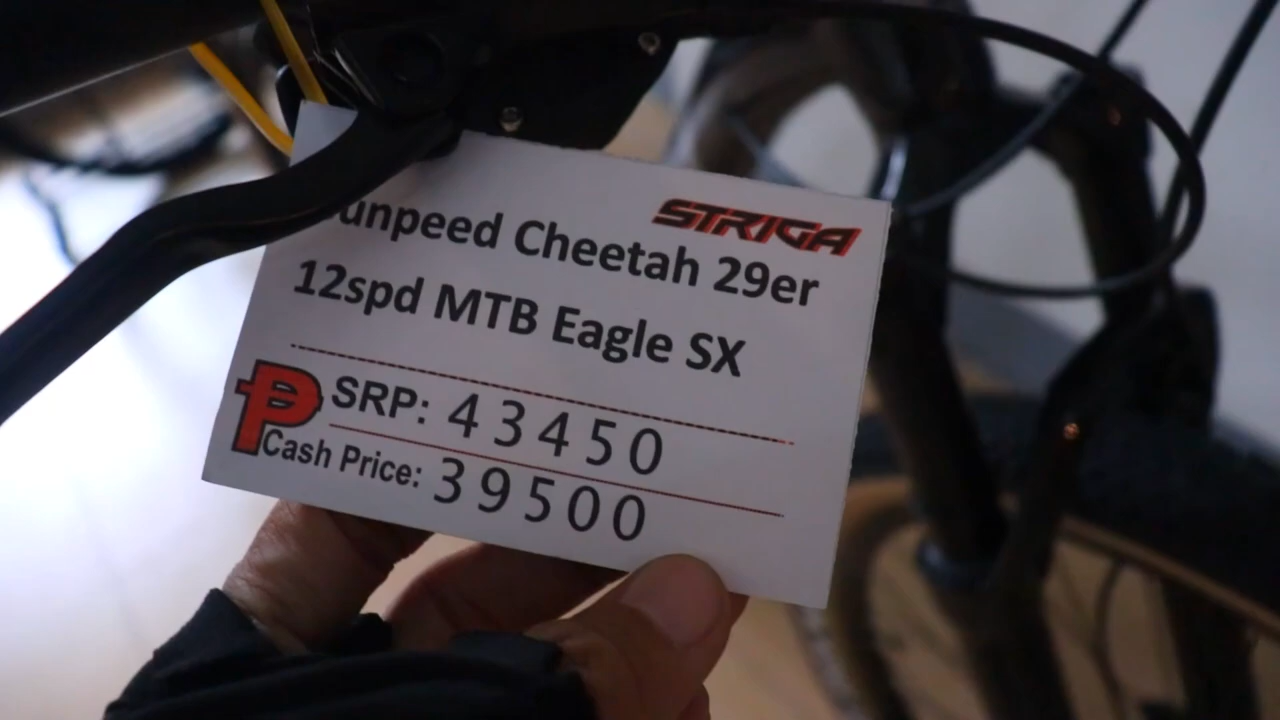 STRIGA
unpeed Cheetah 29er
12spd MTB Eagle SX
SRP: 43450
Cash Price: 39500